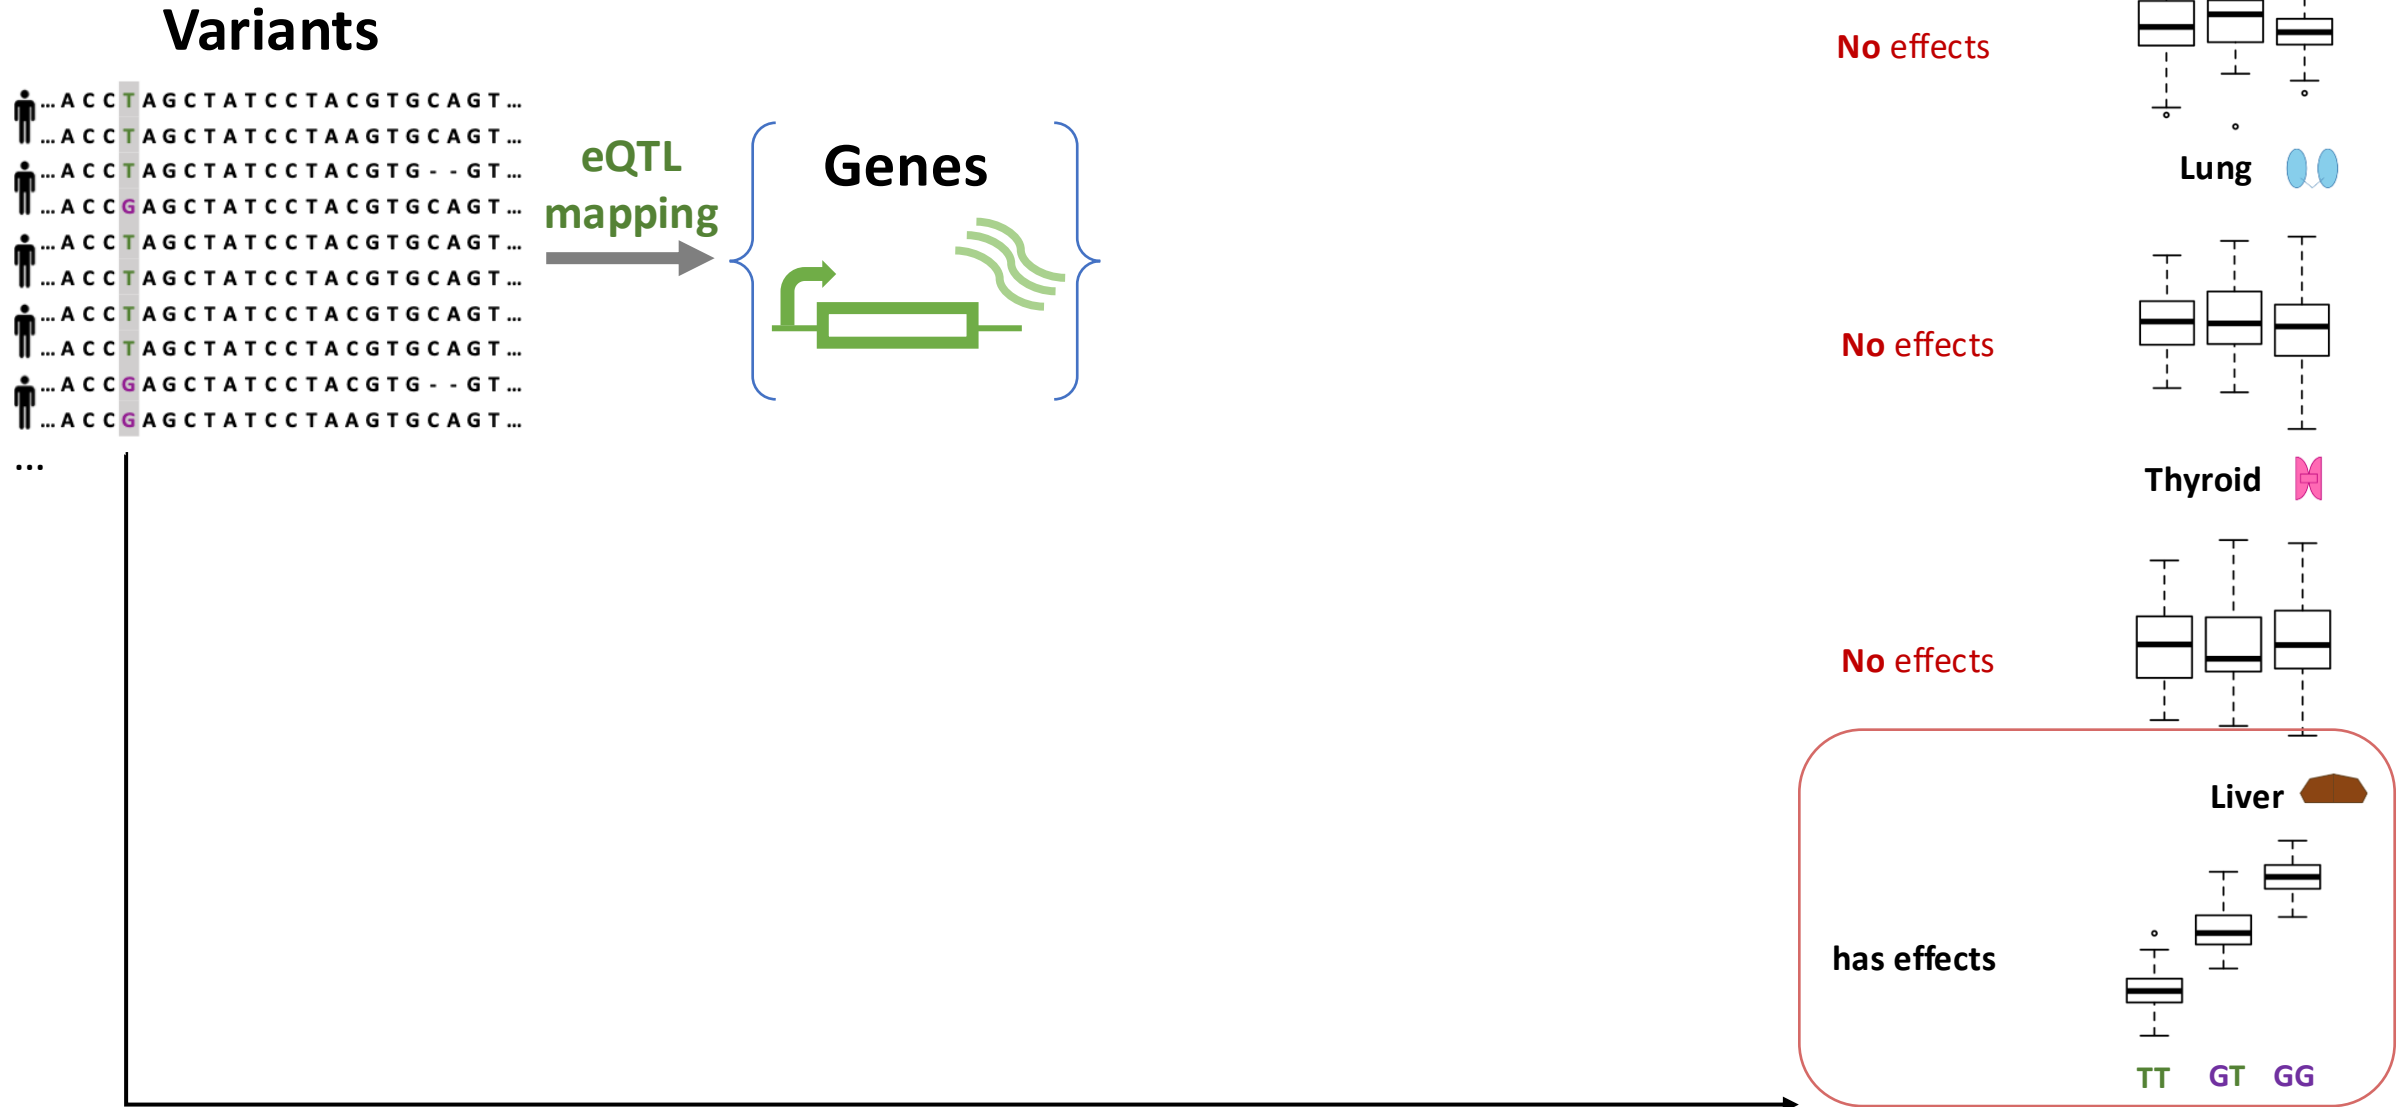 Variants
...ACCTAGCTATCCTACGTGCAGT...
...ACCTAGCTATCCTAAGTGCAGT...
...ACCTAGCTATCCTACGTG--GT...
...ACCGAGCTATCCTACGTGCAGT...
...ACCTAGCTATCCTACGTGCAGT...
...ACCTAGCTATCCTACGTGCAGT...
...ACCTAGCTATCCTACGTGCAGT...
...ACCTAGCTATCCTACGTGCAGT...
...ACCGAGCTATCCTACGTG--GT...
...ACCGAGCTATCCTAAGTGCAGT...
...
eQTL
mapping
Genes
No effects
Lung
No effects
Thyroid
No effects
Liver
has effects
TT GT GG